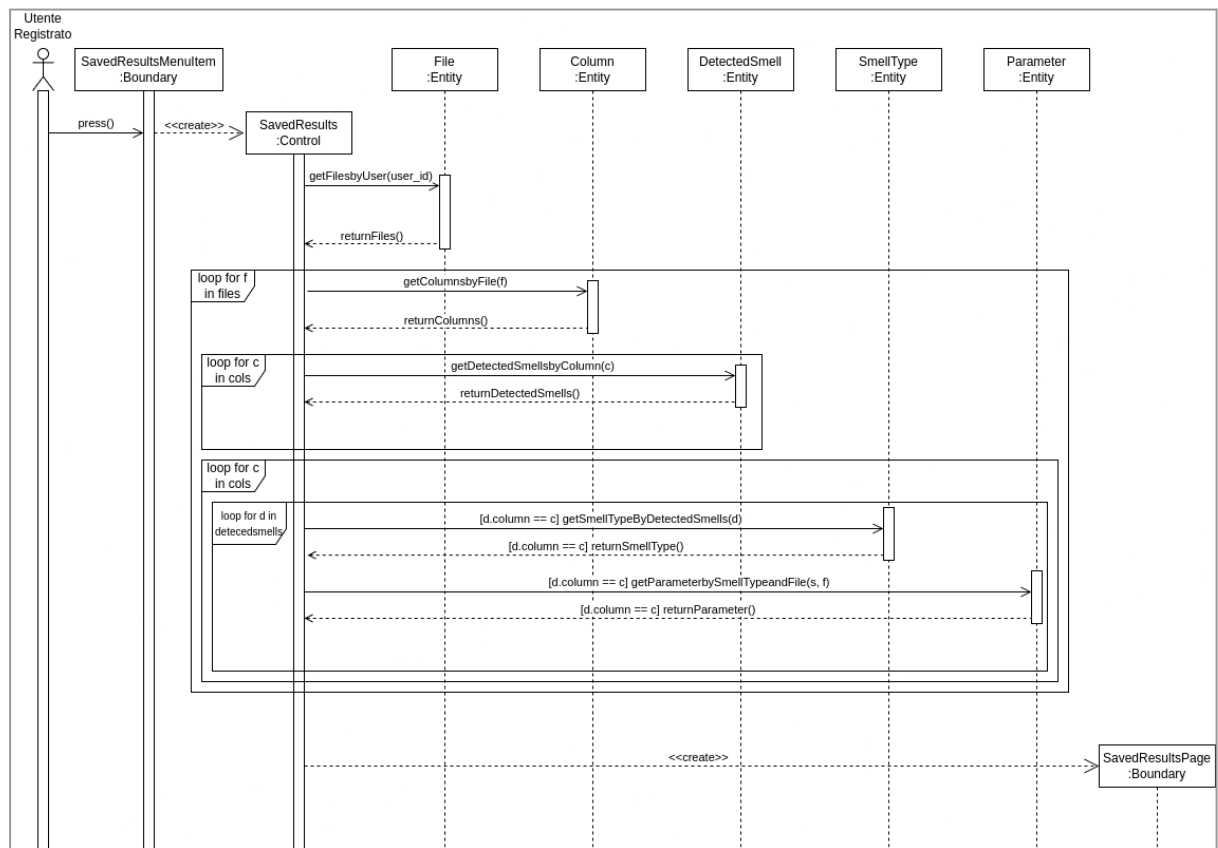 Utente
Registrato
SavedResultsMenuItem
:Boundary
File
:Entity
Column
:Entity
DetectedSmell
:Entity
SmellType
:Entity
Parameter
:Entity
press()
<<create>>
SavedResults
:Control
getFilesbyUser(user_id)
returnFiles()
loop for f
in files
getColumnsbyFile(f)
returnColumns()
loop for c
in cols
getDetectedSmellsbyColumn(c)
returnDetectedSmells()
loop for c
in cols
loop for d in
detecedsmells
[d.column == c] getSmellTypeByDetectedSmells(d)
[d.column == c] returnSmellType()
[d.column == c] getParameterbySmellTypeandFile(s, f)
[d.column == c] returnParameter()
<<create>>
SavedResultsPage
:Boundary